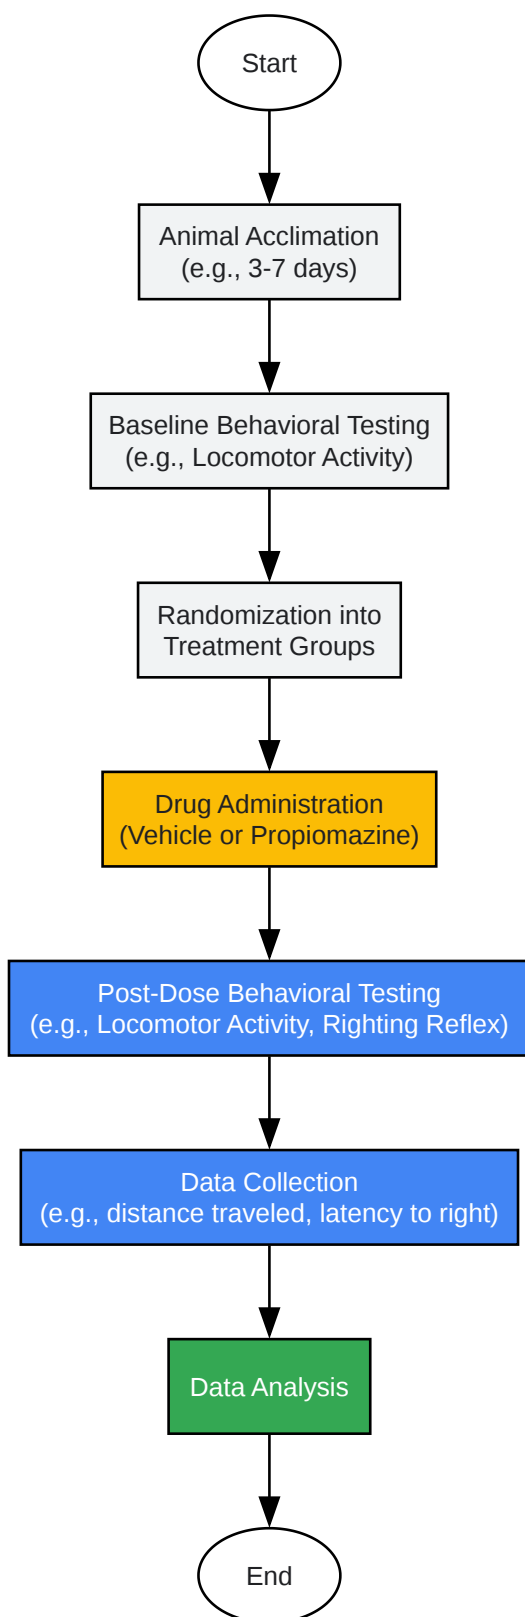 Start
Animal Acclimation
(e.g., 3-7 days)
Baseline Behavioral Testing
(e.g., Locomotor Activity)
Randomization into
Treatment Groups
Drug Administration
(Vehicle or Propiomazine)
Post-Dose Behavioral Testing
(e.g., Locomotor Activity, Righting Reflex)
Data Collection
(e.g., distance traveled, latency to right)
Data Analysis
End